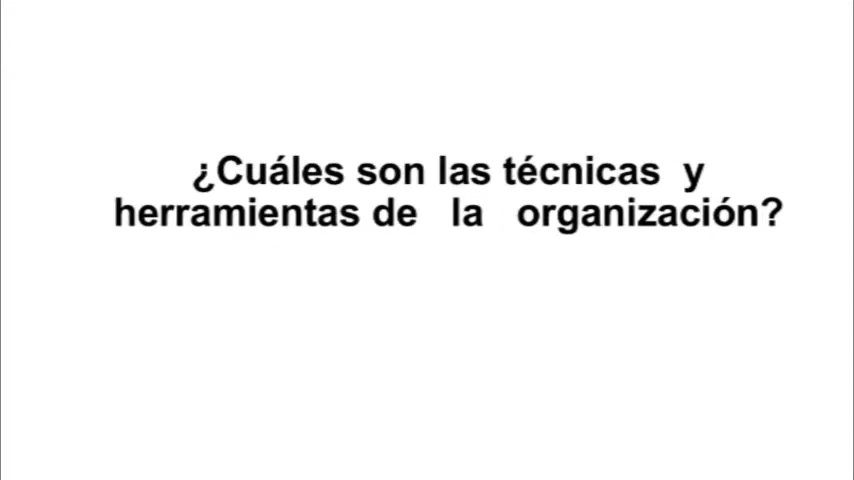 ¿Cuáles son las técnicas y
herramientas de la organización?